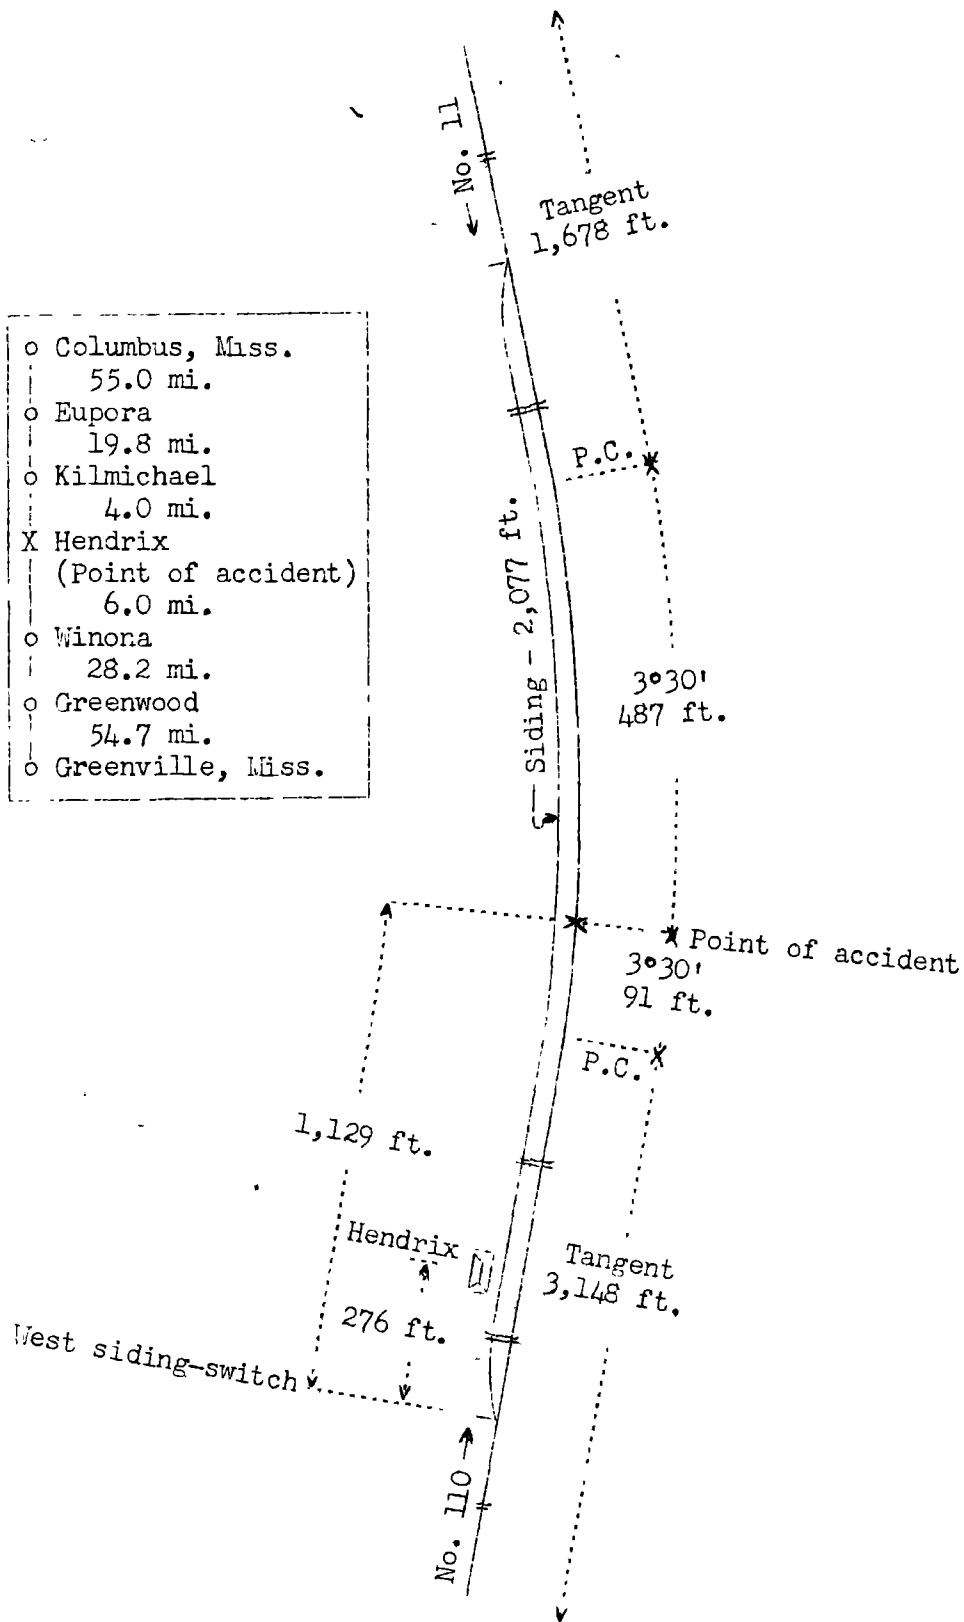 No. 11
Tangent
1,678 ft.
o Columbus, Miss.
55.0 mi.
o Eupora
19.8 mi.
o Kilmichael
4.0 mi.
X Hendrix
(Point of accident)
6.0 mi.
o Winona
28.2 mi.
o Greenwood
54.7 mi.
o Greenville, Miss.
P.C.
Siding - 2,077 ft.
3°30'
487 ft.
Point of accident
3°30'
91 ft.
P.C.
1,129 ft.
Hendrix
Tangent
3,148 ft.
276 ft.
West siding-switch
No. 110